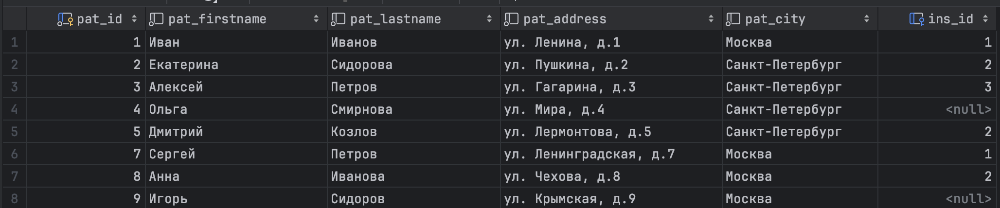 pat_id pat_firstname pat_lastname pat_address pat_city ins_id
1 1 Иван Иванов ул. Ленина, д.1 Москва 1
2 2 Екатерина Сидорова ул. Пушкина, д.2 Санкт-Петербург 2
3 3 Алексей Петров ул. Гагарина, д.3 Санкт-Петербург 3
4 4 Ольга Смирнова ул. Мира, д.4 Санкт-Петербург <null>
5 5 Дмитрий Козлов ул. Лермонтова, д.5 Санкт-Петербург 2
6 7 Сергей Петров ул. Ленинградская, д.7 Москва 1
7 8 Анна Иванова ул. Чехова, д.8 Москва 2
8 9 Игорь Сидоров ул. Крымская, д.9 Москва <null>